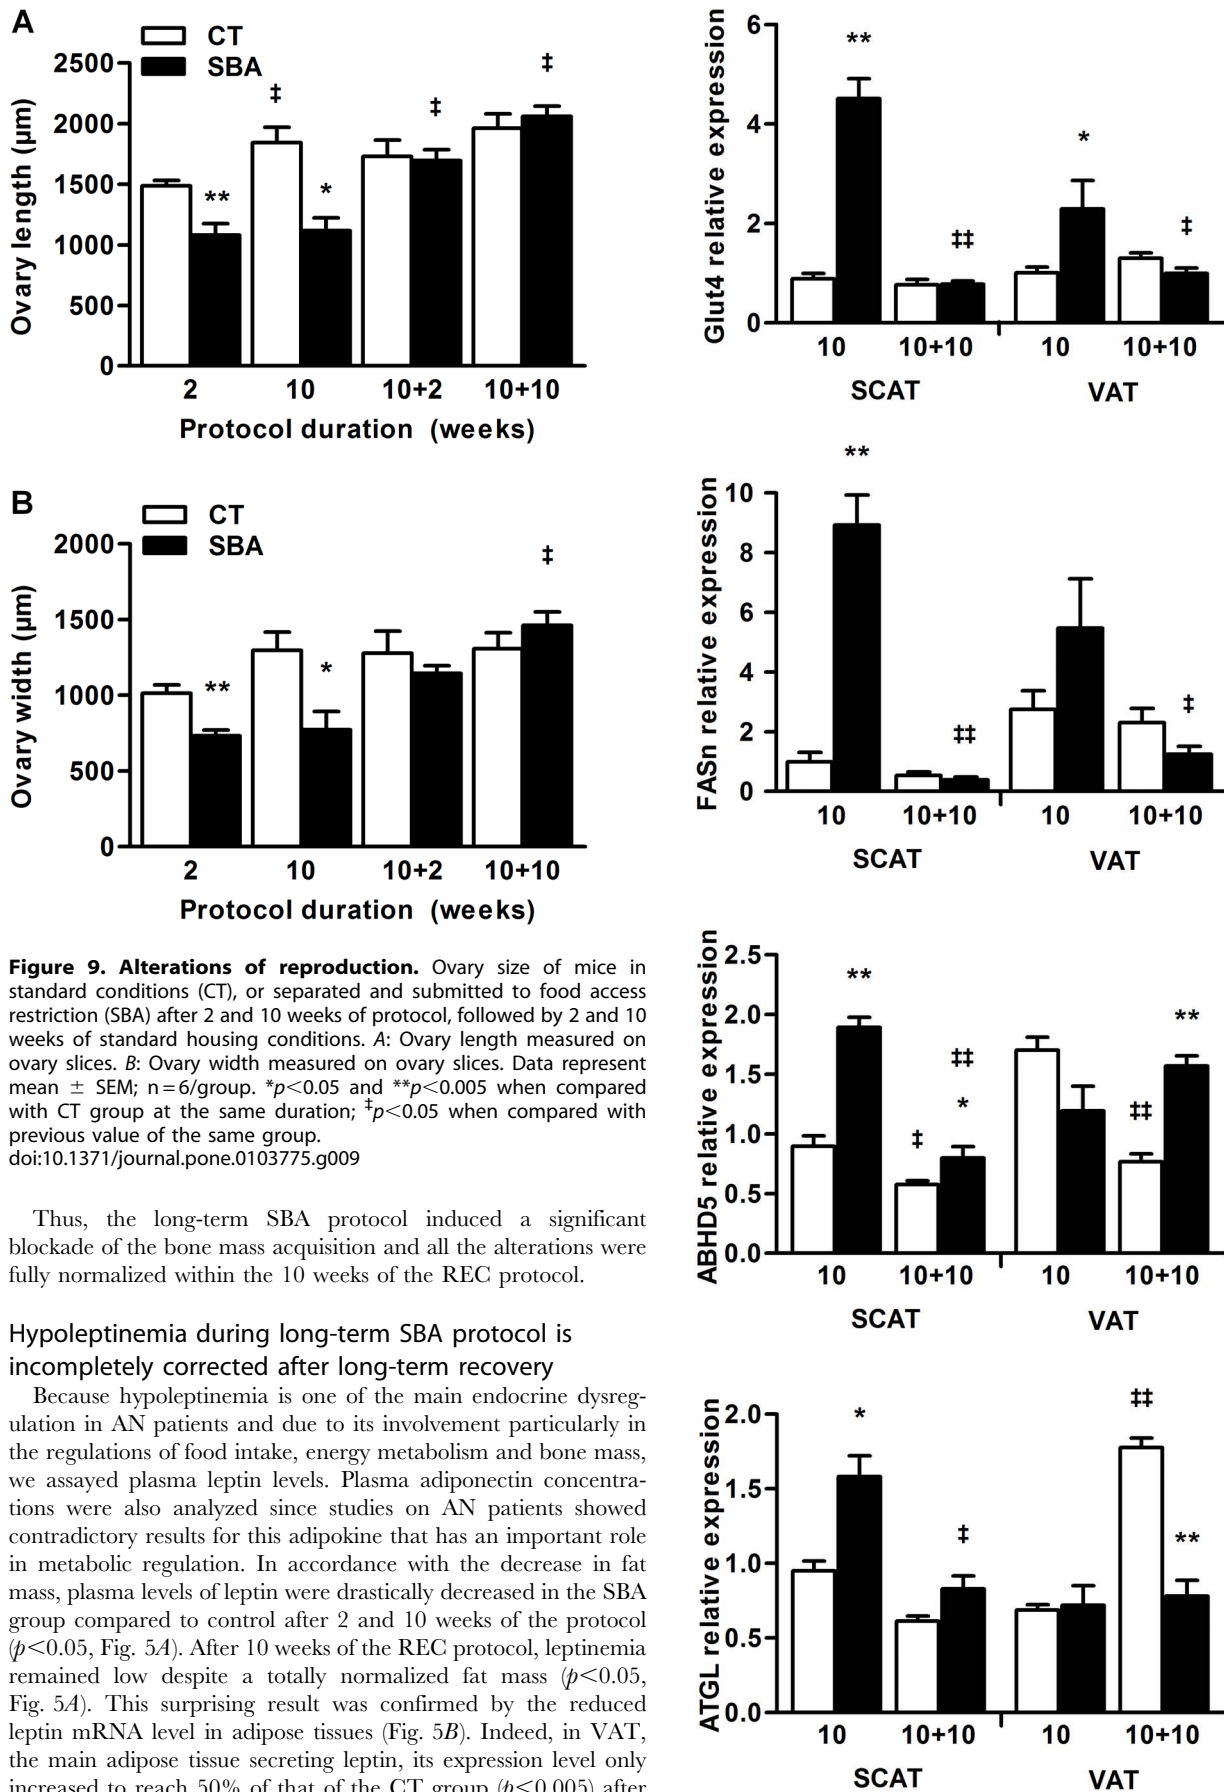 A
CT
SBA
2500
2000
1500
1000
500
0
Ovary length (µm)
‡
‡
‡
**
*
2
10
10+2
10+10
Protocol duration (weeks)
B
CT
SBA
2000
1500
1000
500
0
Ovary width (µm)
‡
**
*
2
10
10+2
10+10
Protocol duration (weeks)
Figure 9. Alterations of reproduction. Ovary size of mice in
standard conditions (CT), or separated and submitted to food access
restriction (SBA) after 2 and 10 weeks of protocol, followed by 2 and 10
weeks of standard housing conditions. A: Ovary length measured on
ovary slices. B: Ovary width measured on ovary slices. Data represent
mean ± SEM; n = 6/group. *p<0.05 and **p<0.005 when compared
with CT group at the same duration; ‡p<0.05 when compared with
previous value of the same group.
doi:10.1371/journal.pone.0103775.g009
Thus, the long-term SBA protocol induced a significant
blockade of the bone mass acquisition and all the alterations were
fully normalized within the 10 weeks of the REC protocol.
Hypoleptinemia during long-term SBA protocol is
incompletely corrected after long-term recovery
Because hypoleptinemia is one of the main endocrine dysreg-
ulation in AN patients and due to its involvement particularly in
the regulations of food intake, energy metabolism and bone mass,
we assayed plasma leptin levels. Plasma adiponectin concentra-
tions were also analyzed since studies on AN patients showed
contradictory results for this adipokine that has an important role
in metabolic regulation. In accordance with the decrease in fat
mass, plasma levels of leptin were drastically decreased in the SBA
group compared to control after 2 and 10 weeks of the protocol
(p<0.05, Fig. 5A). After 10 weeks of the REC protocol, leptinemia
remained low despite a totally normalized fat mass (p<0.05,
Fig. 5A). This surprising result was confirmed by the reduced
leptin mRNA level in adipose tissues (Fig. 5B). Indeed, in VAT,
the main adipose tissue secreting leptin, its expression level only
increased to reach 50% of that of the CT group (p<0.005) after
Glut4 relative expression
6
4
2
0
**
‡‡
*
‡
10
10+10
10
10+10
SCAT
VAT
FASn relative expression
10
8
6
4
2
0
**
‡‡
‡
10
10+10
10
10+10
SCAT
VAT
ABHD5 relative expression
2.5
2.0
1.5
1.0
0.5
0.0
**
‡
‡‡
*
‡‡
**
10
10+10
10
10+10
SCAT
VAT
ATGL relative expression
2.0
1.5
1.0
0.5
0.0
*
‡
‡‡
**
10
10+10
10
10+10
SCAT
VAT